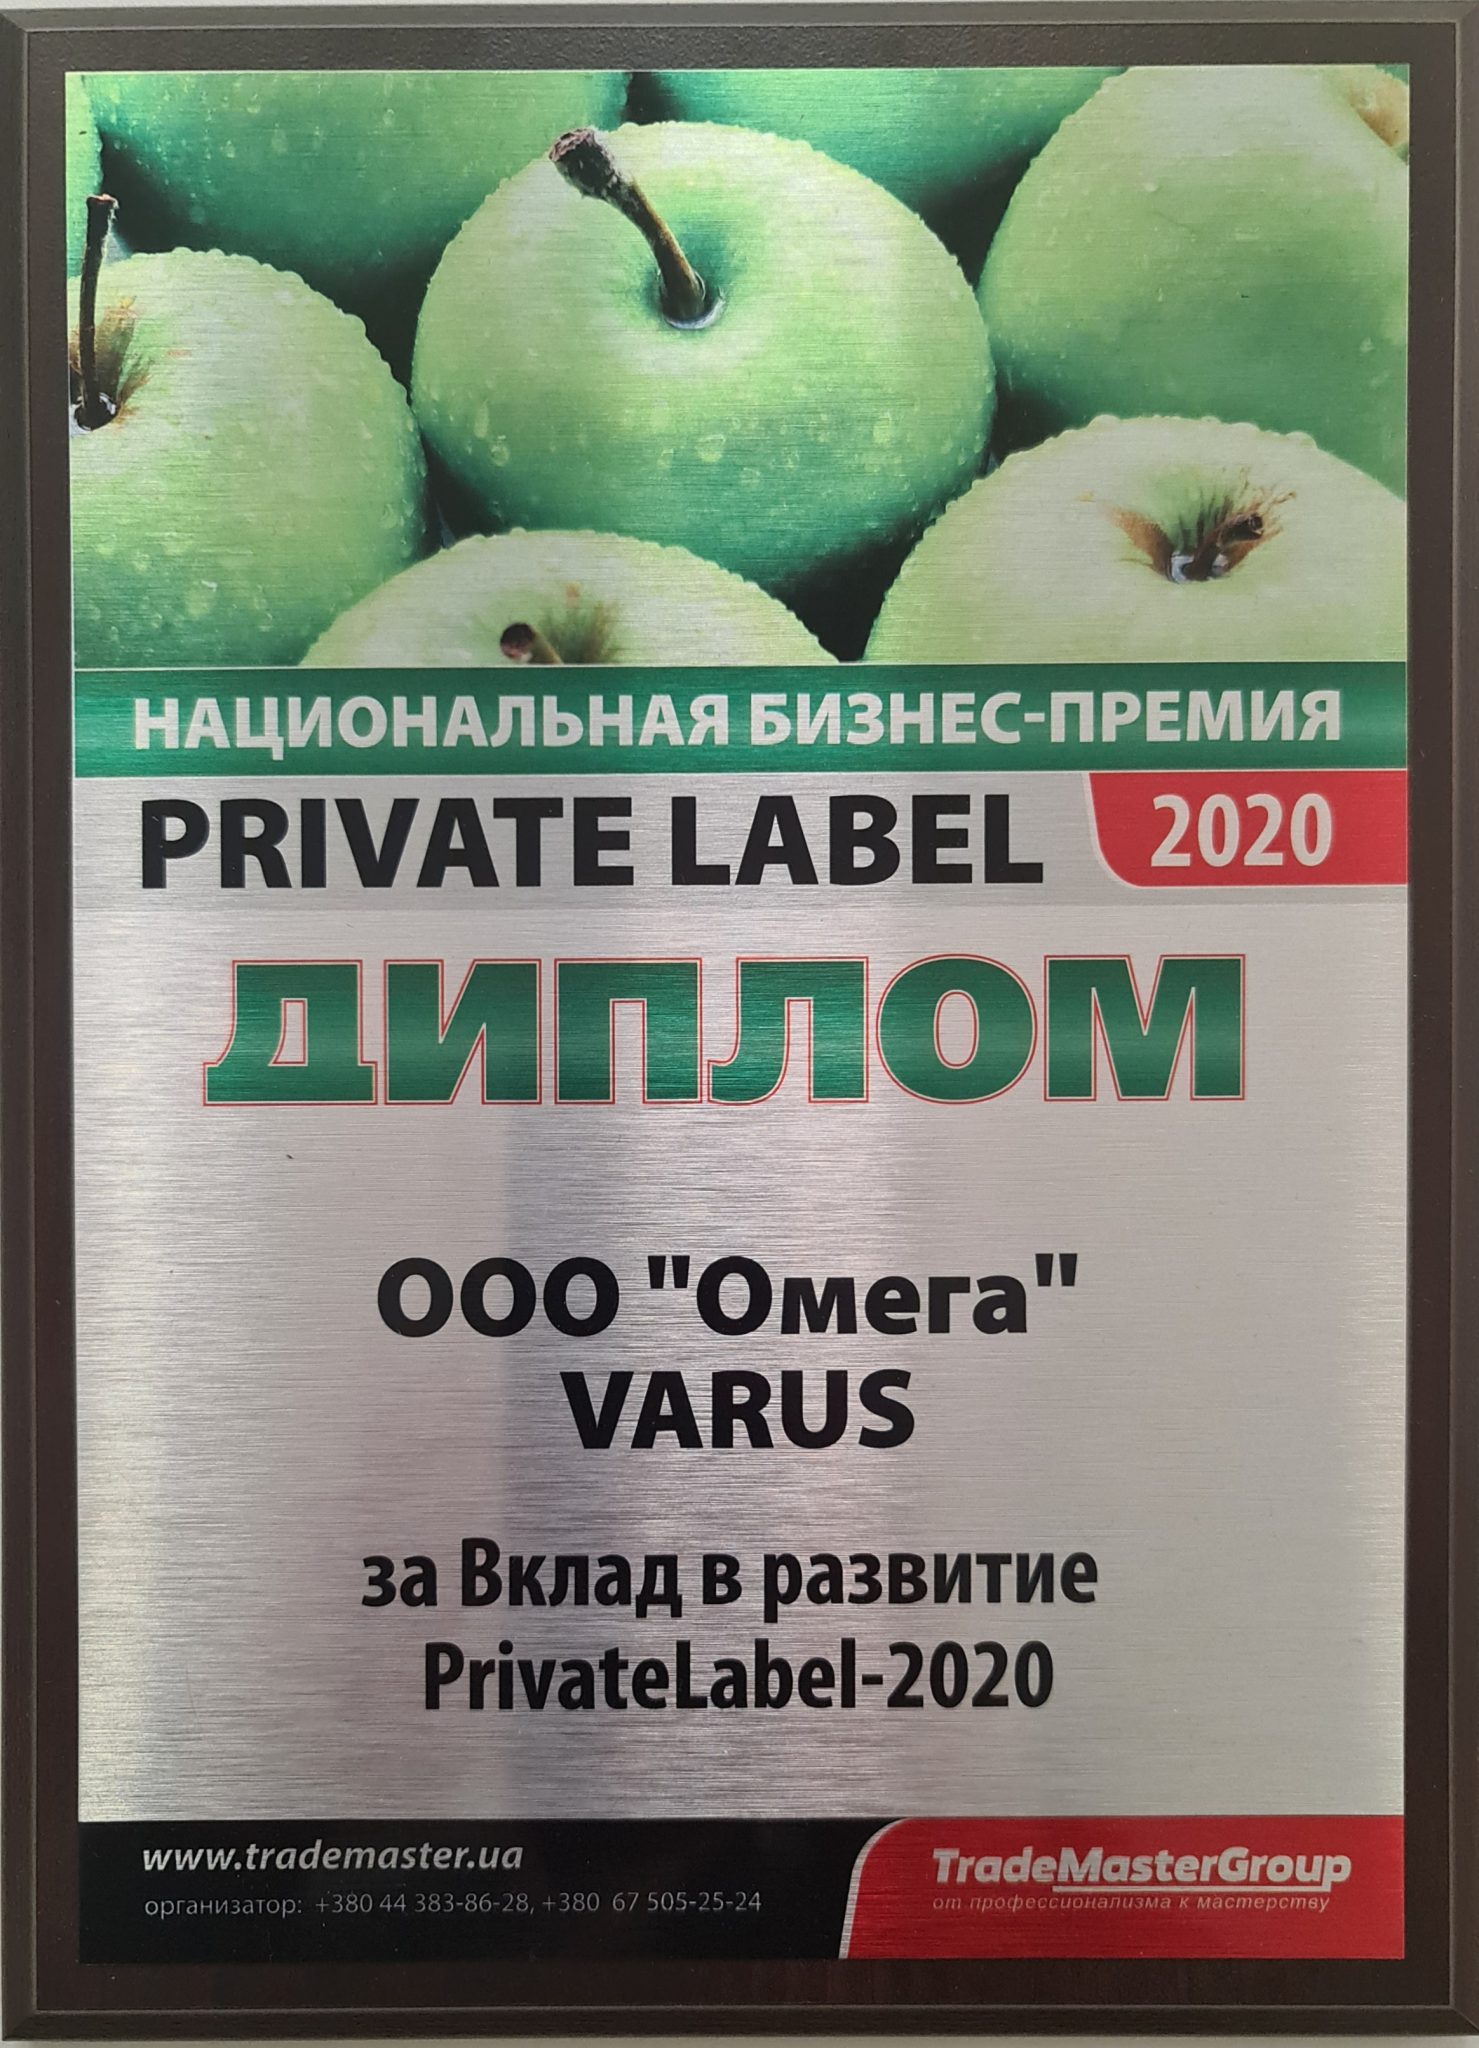 НАЦИОНАЛЬНАЯ БИЗНЕС-ПРЕМИЯ
PRIVATE LABEL 2020
ДИПЛОМ
ООО "Омега"
VARUS
за Вклад в развитие
PrivateLabel-2020
www.trademaster.ua
организатор: +380 44 383-86-28, +380 67 505-25-24
TradeMasterGroup
от профессионализма к мастерству